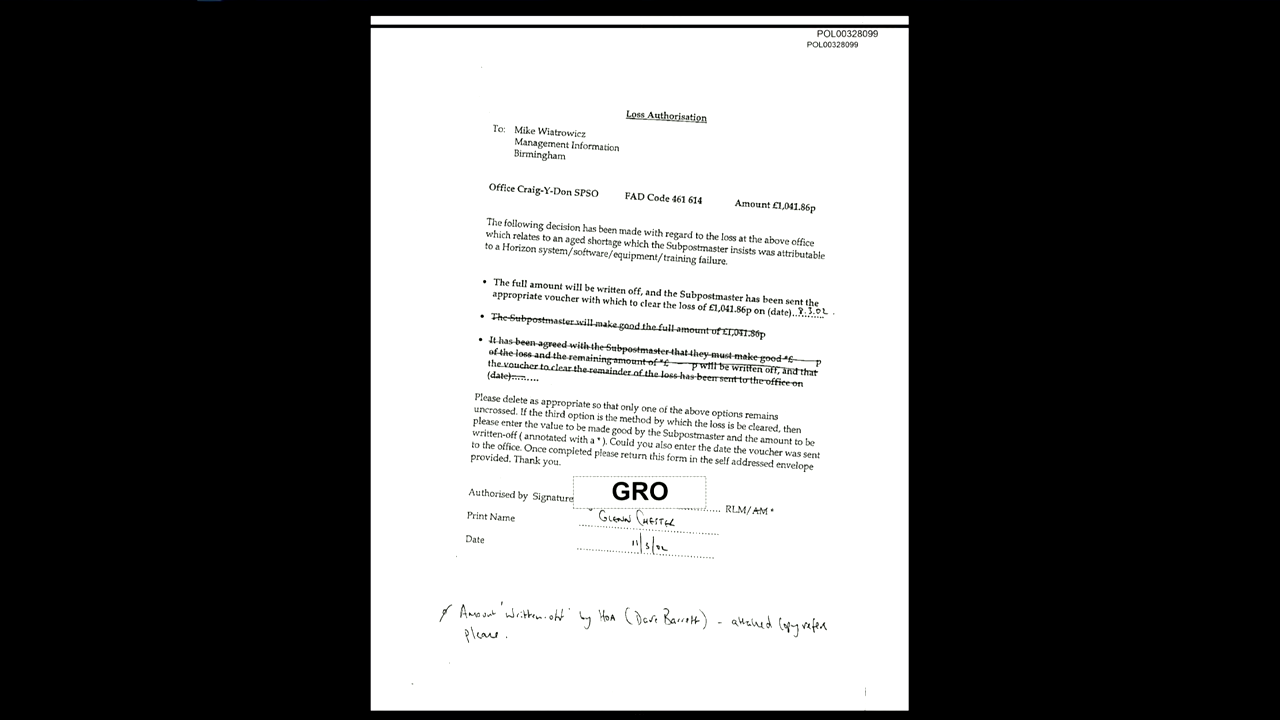 POL00328099
POL00328099
Loss Authorisation
To: Mike Wiatrowicz
Management Information
Birmingham
Office Craig-Y-Don SPSO FAD Code 461 614 Amount £1,041.86p
The following decision has been made with regard to the loss at the above office
which relates to an aged shortage which the Subpostmaster insists was attributable
to a Horizon system/software/equipment/training failure.
• The full amount will be written off, and the Subpostmaster has been sent the
appropriate voucher with which to clear the loss of £1,041.86p on (date)..8.3.02.
• The Subpostmaster will make good the full amount of £1,041.86p
• It has been agreed with the Subpostmaster that they must make good *£ p
of the loss and the remaining amount of *£ p will be written off, and that
the voucher to clear the remainder of the loss has been sent to the office on
(date).........
Please delete as appropriate so that only one of the above options remains
uncrossed. If the third option is the method by which the loss is be cleared, then
please enter the value to be made good by the Subpostmaster and the amount to be
written-off ( annotated with a * ). Could you also enter the date the voucher was sent
to the office. Once completed please return this form in the self addressed envelope
provided. Thank you.
Authorised by Signature GRO ..... RLM/AM *
Print Name GLENN CHESTER
Date 11/3/02
Amount 'written-off' by HOA (Dave Barrett) - attached copy refers
please.